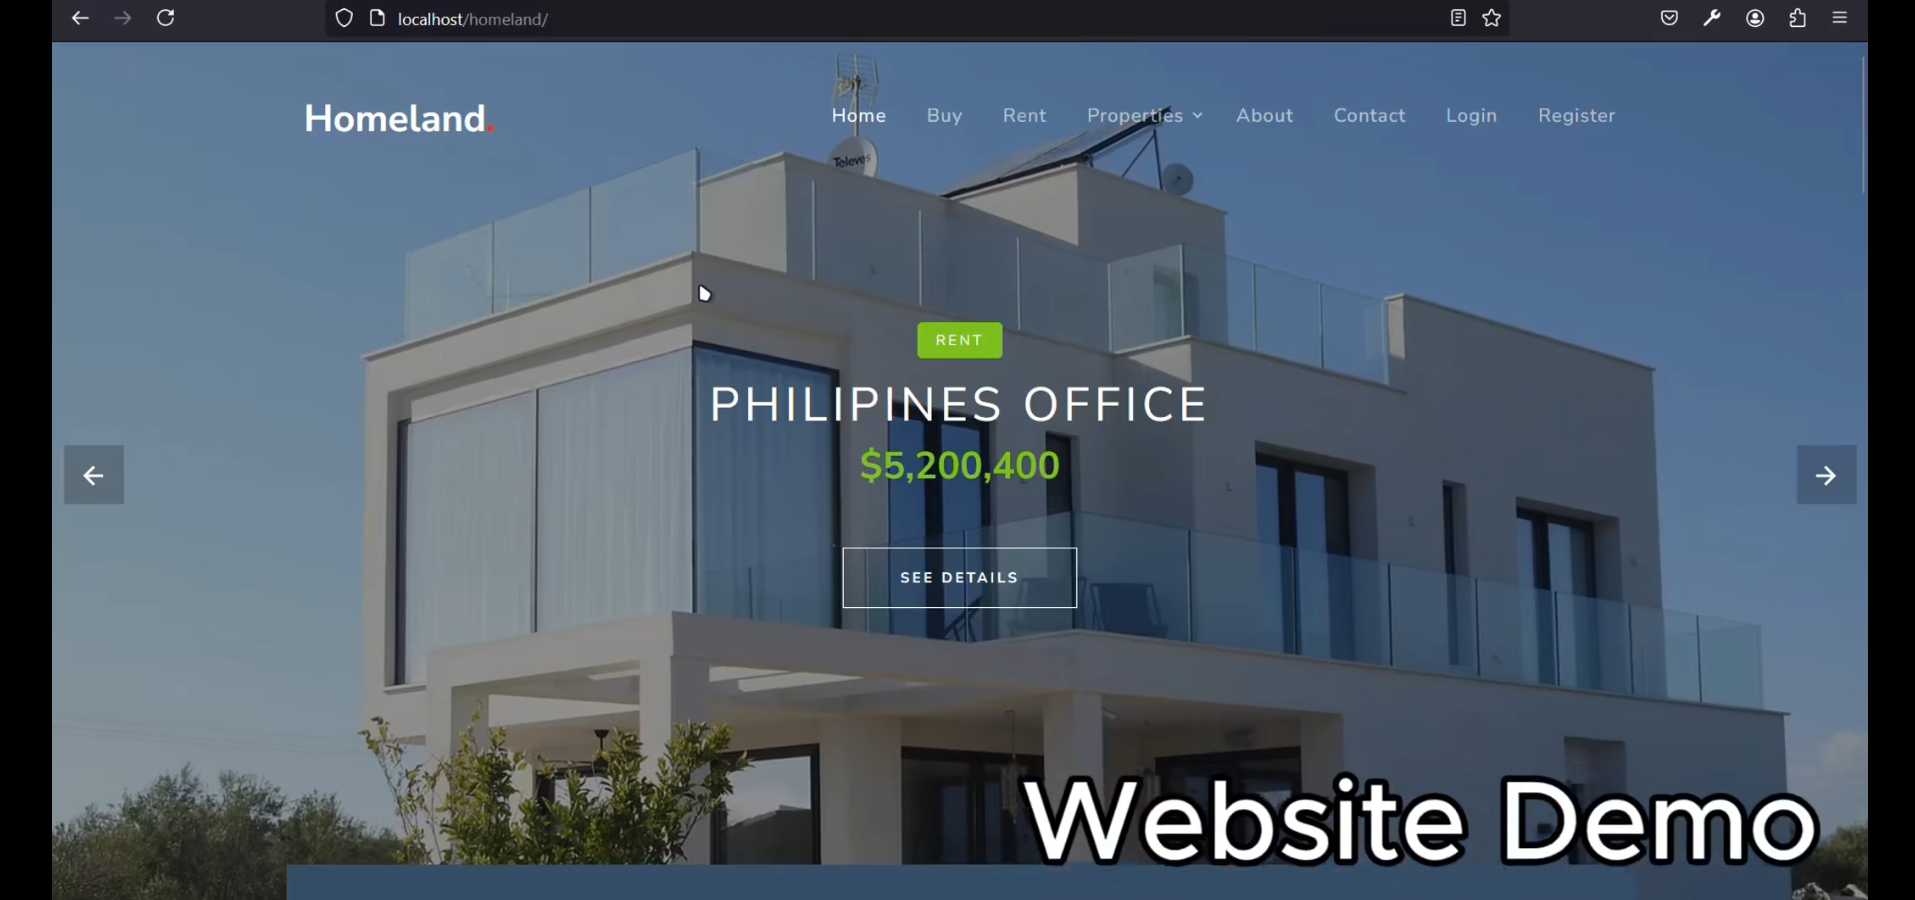 localhost/homeland/
Homeland.
Home Buy Rent Properties About Contact Login Register
Televes
RENT
PHILIPINES OFFICE
$5,200,400
SEE DETAILS
Website Demo